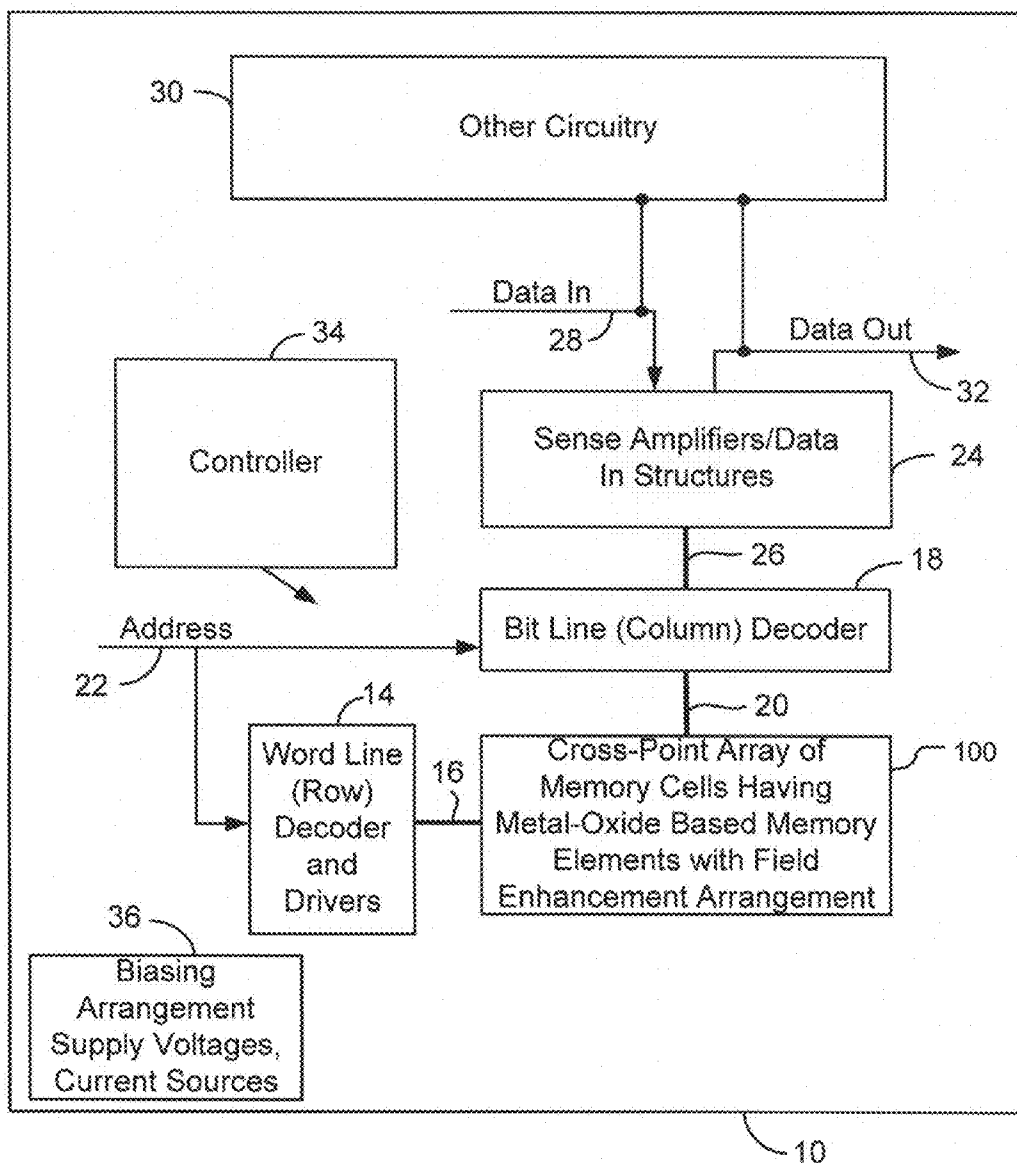 30
Other Circuitry
Data In
28
Data Out
32
34
Controller
Sense Amplifiers/Data
In Structures
24
26
18
Address
22
Bit Line (Column) Decoder
20
14
Word Line
(Row)
Decoder
and
Drivers
16
Cross-Point Array of
Memory Cells Having
Metal-Oxide Based Memory
Elements with Field
Enhancement Arrangement
100
36
Biasing
Arrangement
Supply Voltages,
Current Sources
10